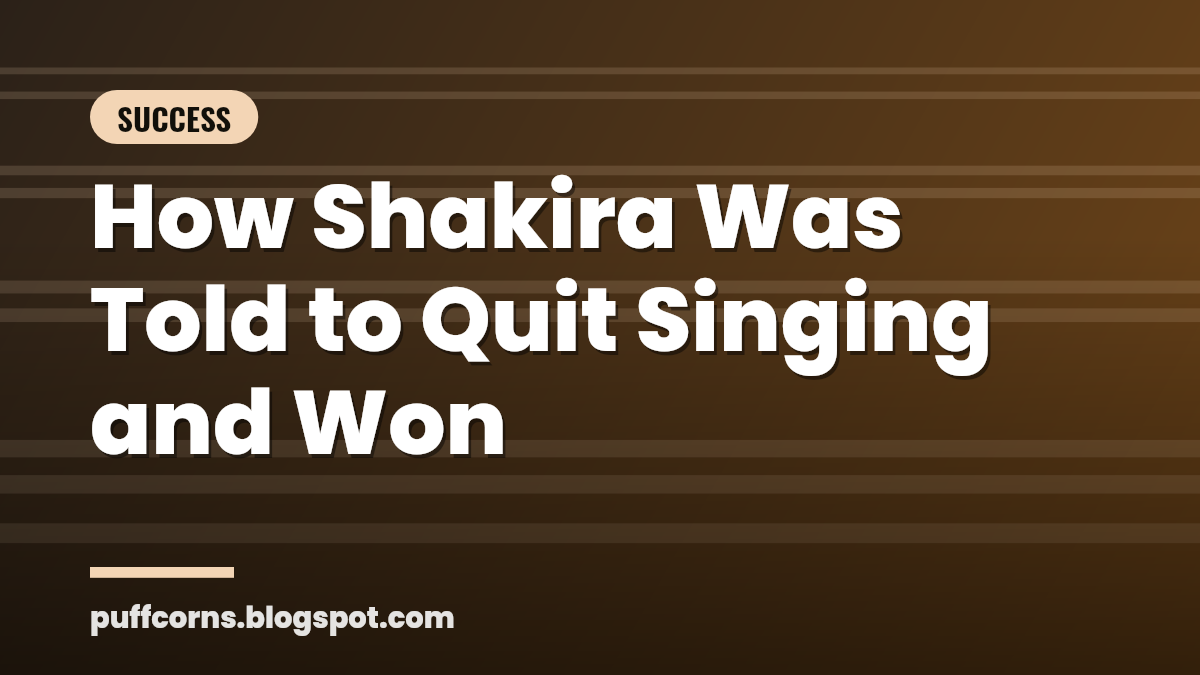 SUCCESS
How Shakira Was
Told to Quit Singing
and Won
puffcorns.blogspot.com